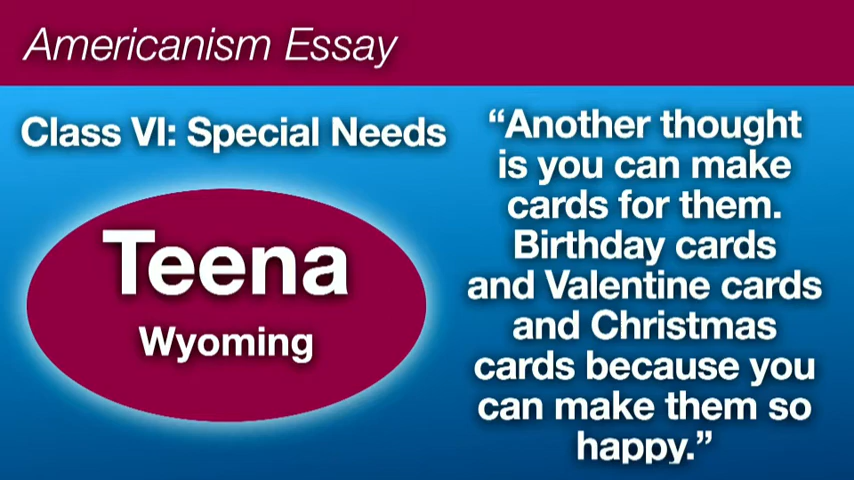 Americanism Essay
Class VI: Special Needs
Teena
Wyoming
“Another thought
is you can make
cards for them.
Birthday cards
and Valentine cards
and Christmas
cards because you
can make them so
happy.”